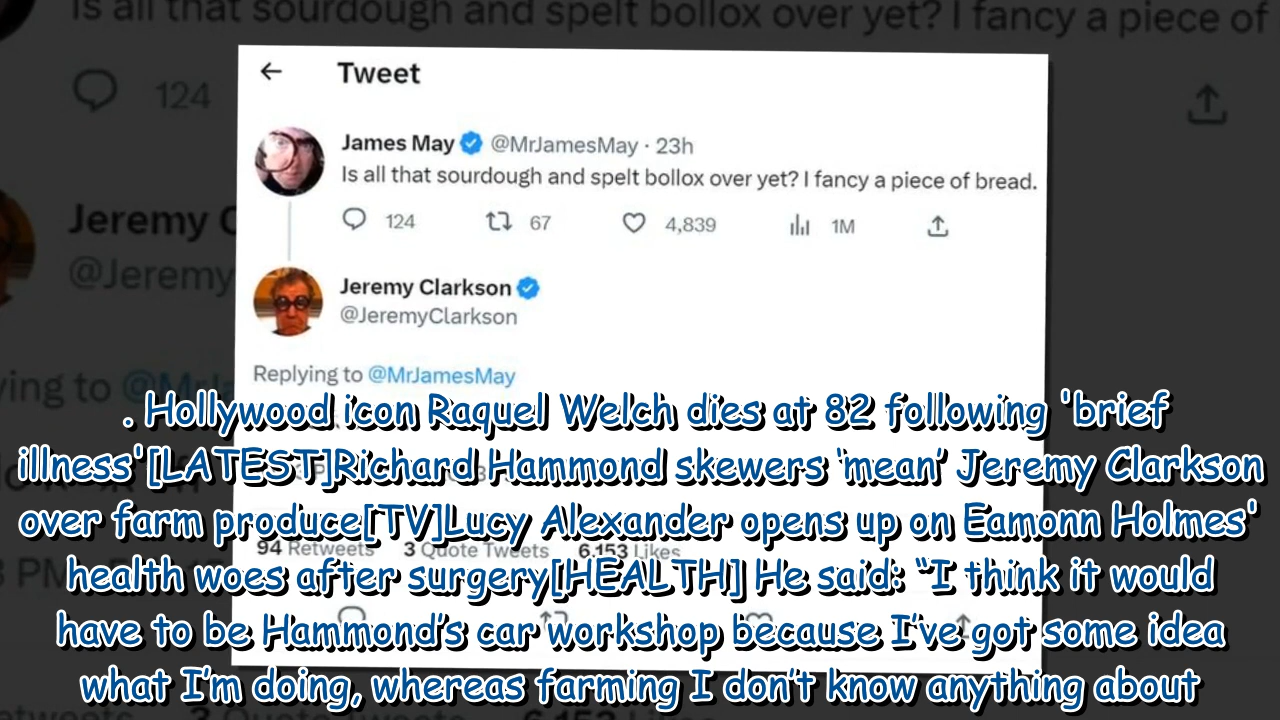 Is all that sourdough and spelt bollox over yet? I fancy a piece of
124
Tweet
James May @MrJamesMay · 23h
Is all that sourdough and spelt bollox over yet? I fancy a piece of bread.
124 67 4,839 1M
Jeremy C
@Jeremy
Jeremy Clarkson
@JeremyClarkson
ying to
Replying to @MrJamesMay
. Hollywood icon Raquel Welch dies at 82 following 'brief
illness'[LATEST]Richard Hammond skewers ‘mean’ Jeremy Clarkson
over farm produce[TV]Lucy Alexander opens up on Eamonn Holmes'
94 Retweets 3 Quote Tweets 6,153 Likes
health woes after surgery[HEALTH] He said: “I think it would
have to be Hammond’s car workshop because I’ve got some idea
what I’m doing, whereas farming I don’t know anything about